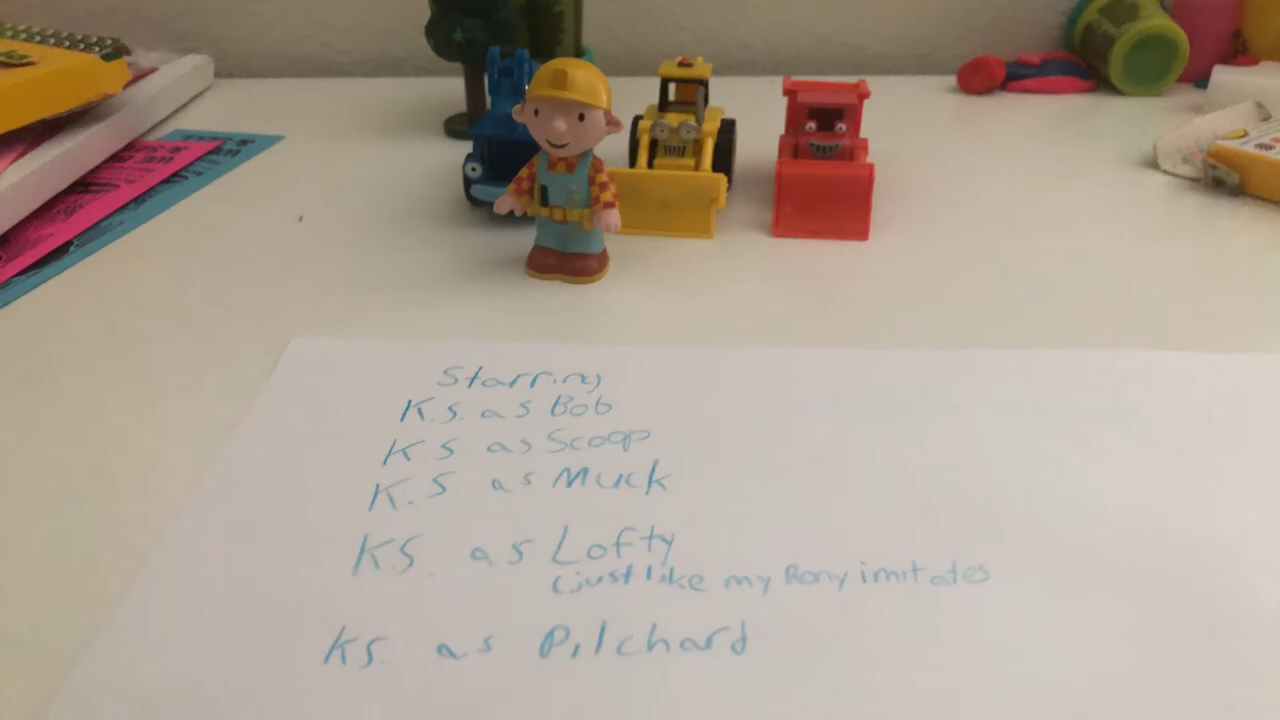 Starring
K.S. as Bob
K.S. as Scoop
K.S as Muck
K.S. as Lofty
(just like my Rony imitates
K.S. as Pilchard